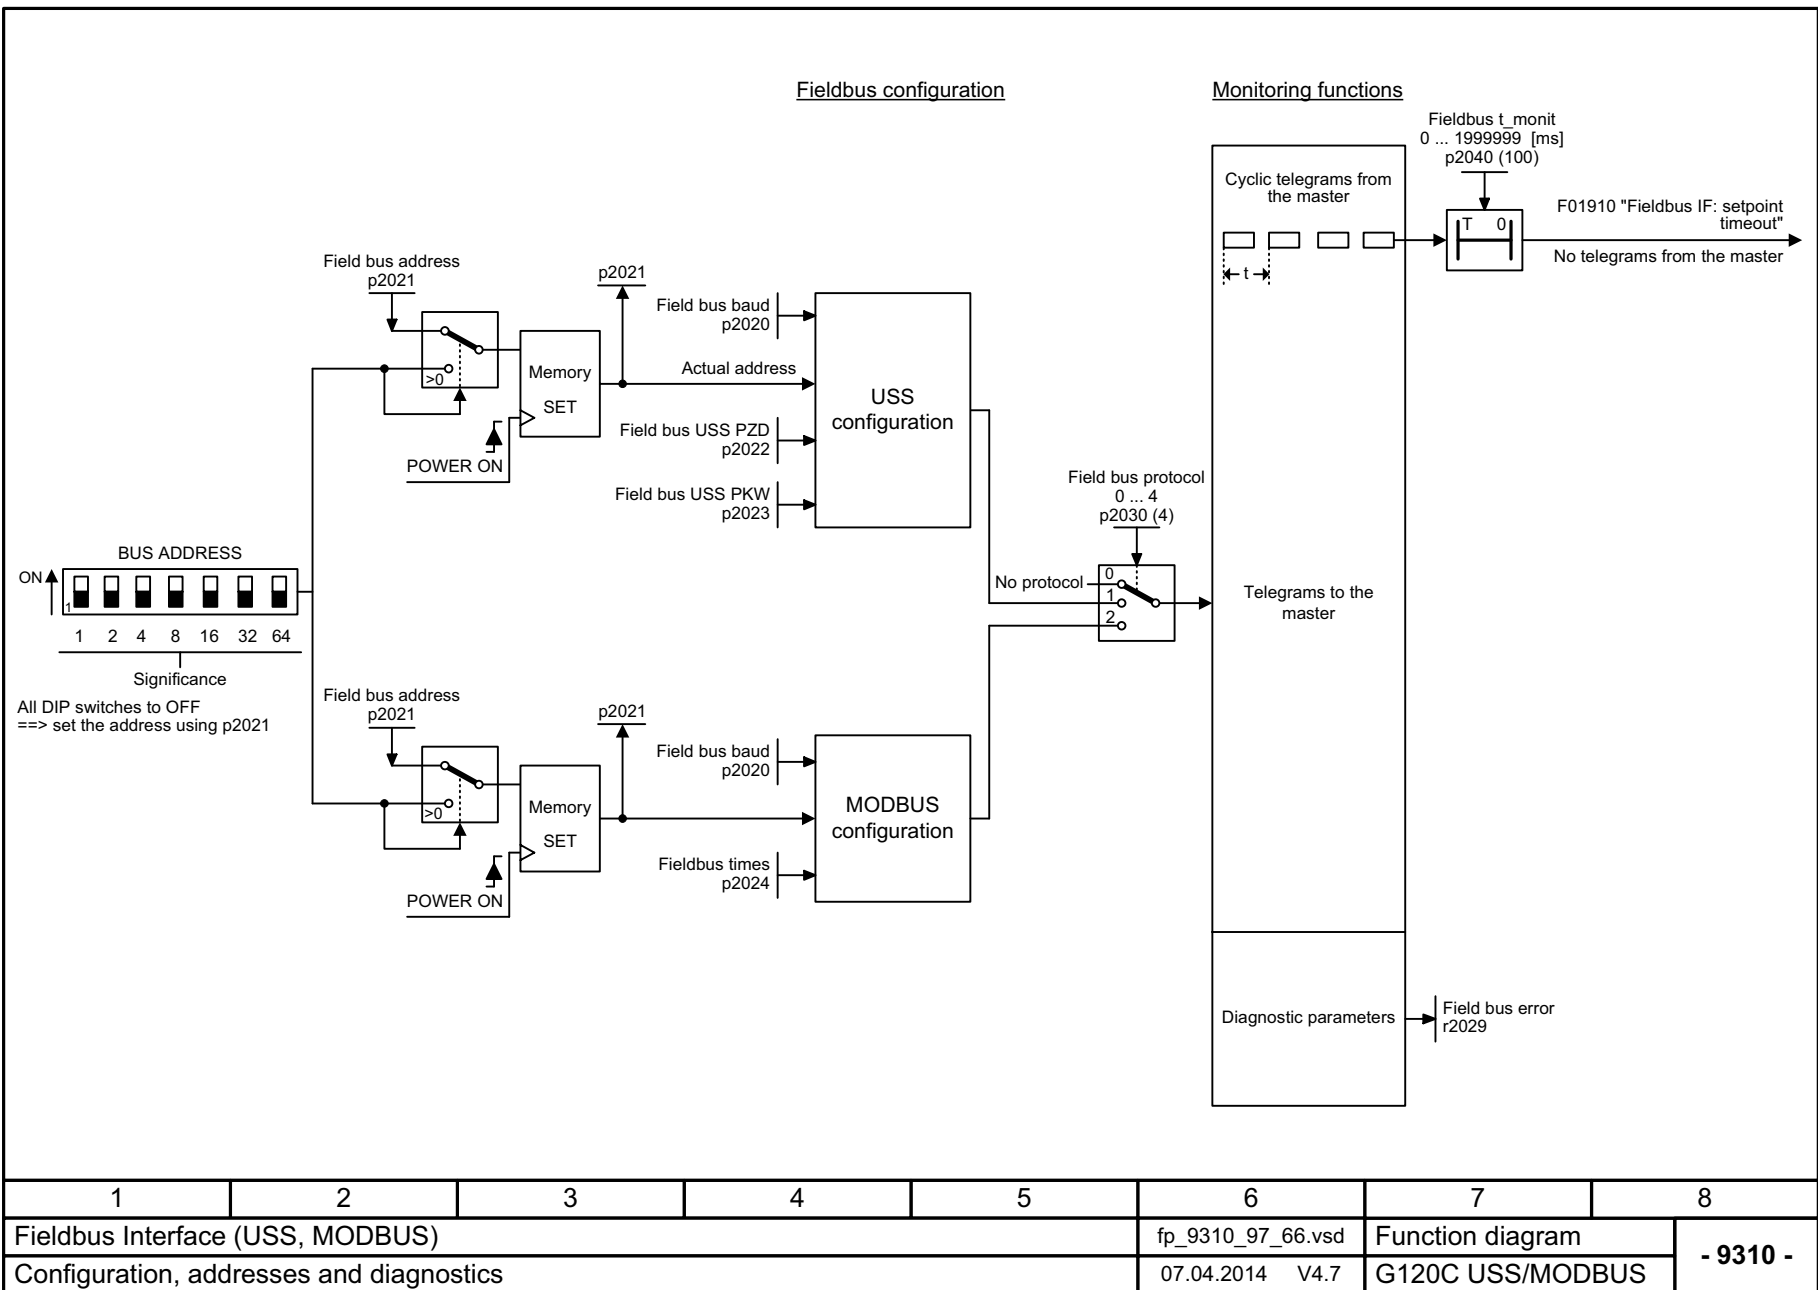 Fieldbus configuration
Monitoring functions
Fieldbus t_monit
0 ... 1999999 [ms]
p2040 (100)
Cyclic telegrams from
the master
T 0
F01910 "Fieldbus IF: setpoint
timeout"
No telegrams from the master
t
Field bus address
p2021
p2021
Field bus baud
p2020
>0
Memory
SET
Actual address
USS
configuration
POWER ON
Field bus USS PZD
p2022
Field bus USS PKW
p2023
Field bus protocol
0 ... 4
p2030 (4)
No protocol
0
1
2
Telegrams to the
master
BUS ADDRESS
ON
1
1 2 4 8 16 32 64
Significance
All DIP switches to OFF
==> set the address using p2021
Field bus address
p2021
p2021
Field bus baud
p2020
>0
Memory
SET
MODBUS
configuration
POWER ON
Fieldbus times
p2024
Diagnostic parameters
Field bus error
r2029
1 2 3 4 5 6 7 8
Fieldbus Interface (USS, MODBUS) fp_9310_97_66.vsd Function diagram
- 9310 -
Configuration, addresses and diagnostics 07.04.2014 V4.7 G120C USS/MODBUS